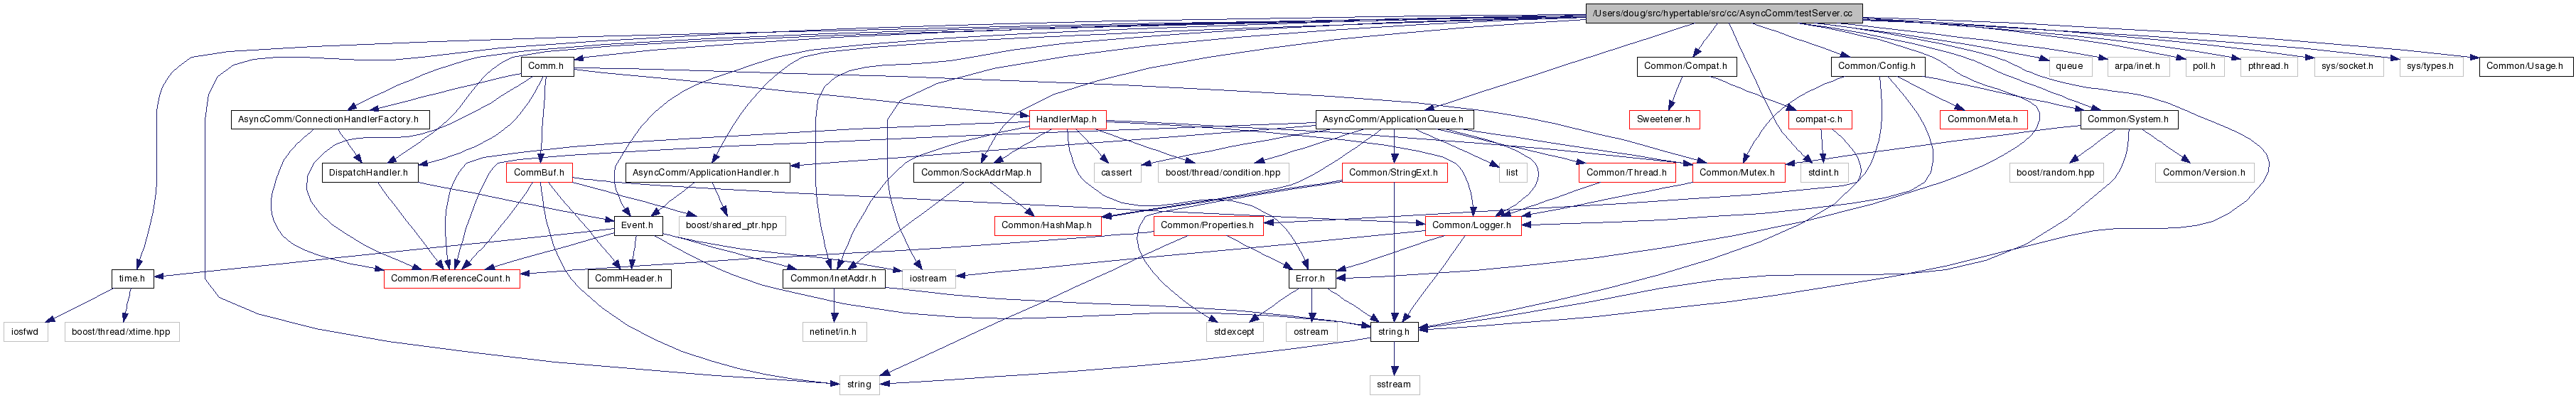 /Users/doug/src/hypertable/src/cc/AsyncComm/testServer.cc
Comm.h
Common/Compat.h
Common/Config.h
queue
arpa/inet.h
poll.h
pthread.h
sys/socket.h
sys/types.h
Common/Usage.h
AsyncComm/ConnectionHandlerFactory.h
HandlerMap.h
AsyncComm/ApplicationQueue.h
Sweetener.h
compat-c.h
Common/Meta.h
Common/System.h
DispatchHandler.h
CommBuf.h
AsyncComm/ApplicationHandler.h
Common/SockAddrMap.h
cassert
boost/thread/condition.hpp
Common/StringExt.h
list
Common/Thread.h
Common/Mutex.h
stdint.h
boost/random.hpp
Common/Version.h
Event.h
boost/shared_ptr.hpp
Common/HashMap.h
Common/Properties.h
Common/Logger.h
time.h
Common/ReferenceCount.h
CommHeader.h
Common/InetAddr.h
iostream
Error.h
iosfwd
boost/thread/xtime.hpp
netinet/in.h
stdexcept
ostream
string.h
string
sstream